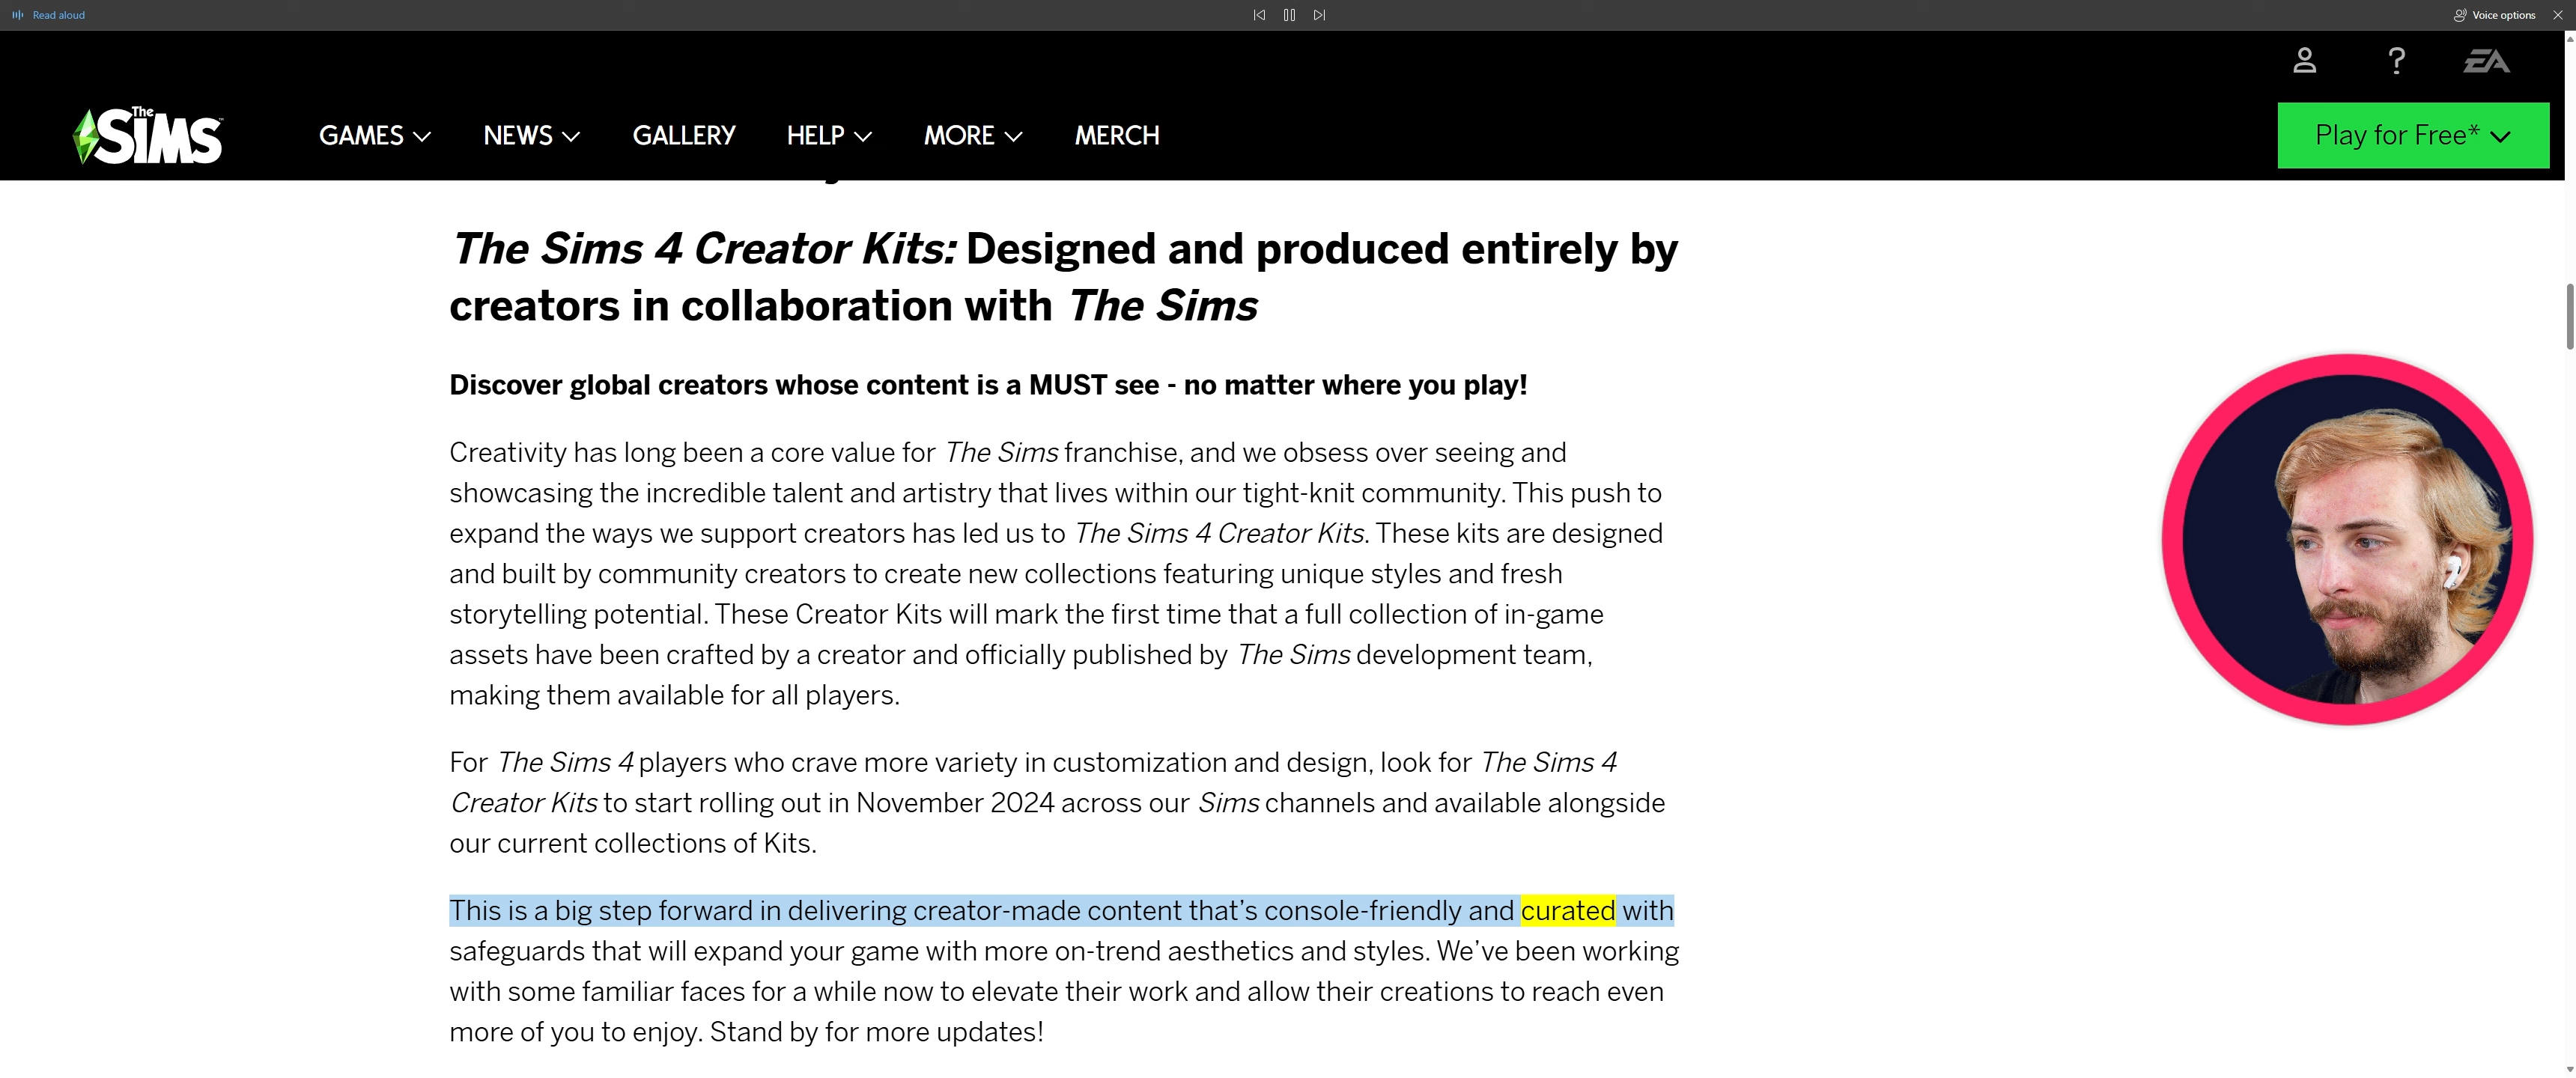 Read aloud
Voice options
EA
The Sims
GAMES NEWS GALLERY HELP MORE MERCH
Play for Free*
The Sims 4 Creator Kits: Designed and produced entirely by
creators in collaboration with The Sims
Discover global creators whose content is a MUST see - no matter where you play!
Creativity has long been a core value for The Sims franchise, and we obsess over seeing and
showcasing the incredible talent and artistry that lives within our tight-knit community. This push to
expand the ways we support creators has led us to The Sims 4 Creator Kits. These kits are designed
and built by community creators to create new collections featuring unique styles and fresh
storytelling potential. These Creator Kits will mark the first time that a full collection of in-game
assets have been crafted by a creator and officially published by The Sims development team,
making them available for all players.
For The Sims 4 players who crave more variety in customization and design, look for The Sims 4
Creator Kits to start rolling out in November 2024 across our Sims channels and available alongside
our current collections of Kits.
This is a big step forward in delivering creator-made content that’s console-friendly and curated with
safeguards that will expand your game with more on-trend aesthetics and styles. We’ve been working
with some familiar faces for a while now to elevate their work and allow their creations to reach even
more of you to enjoy. Stand by for more updates!